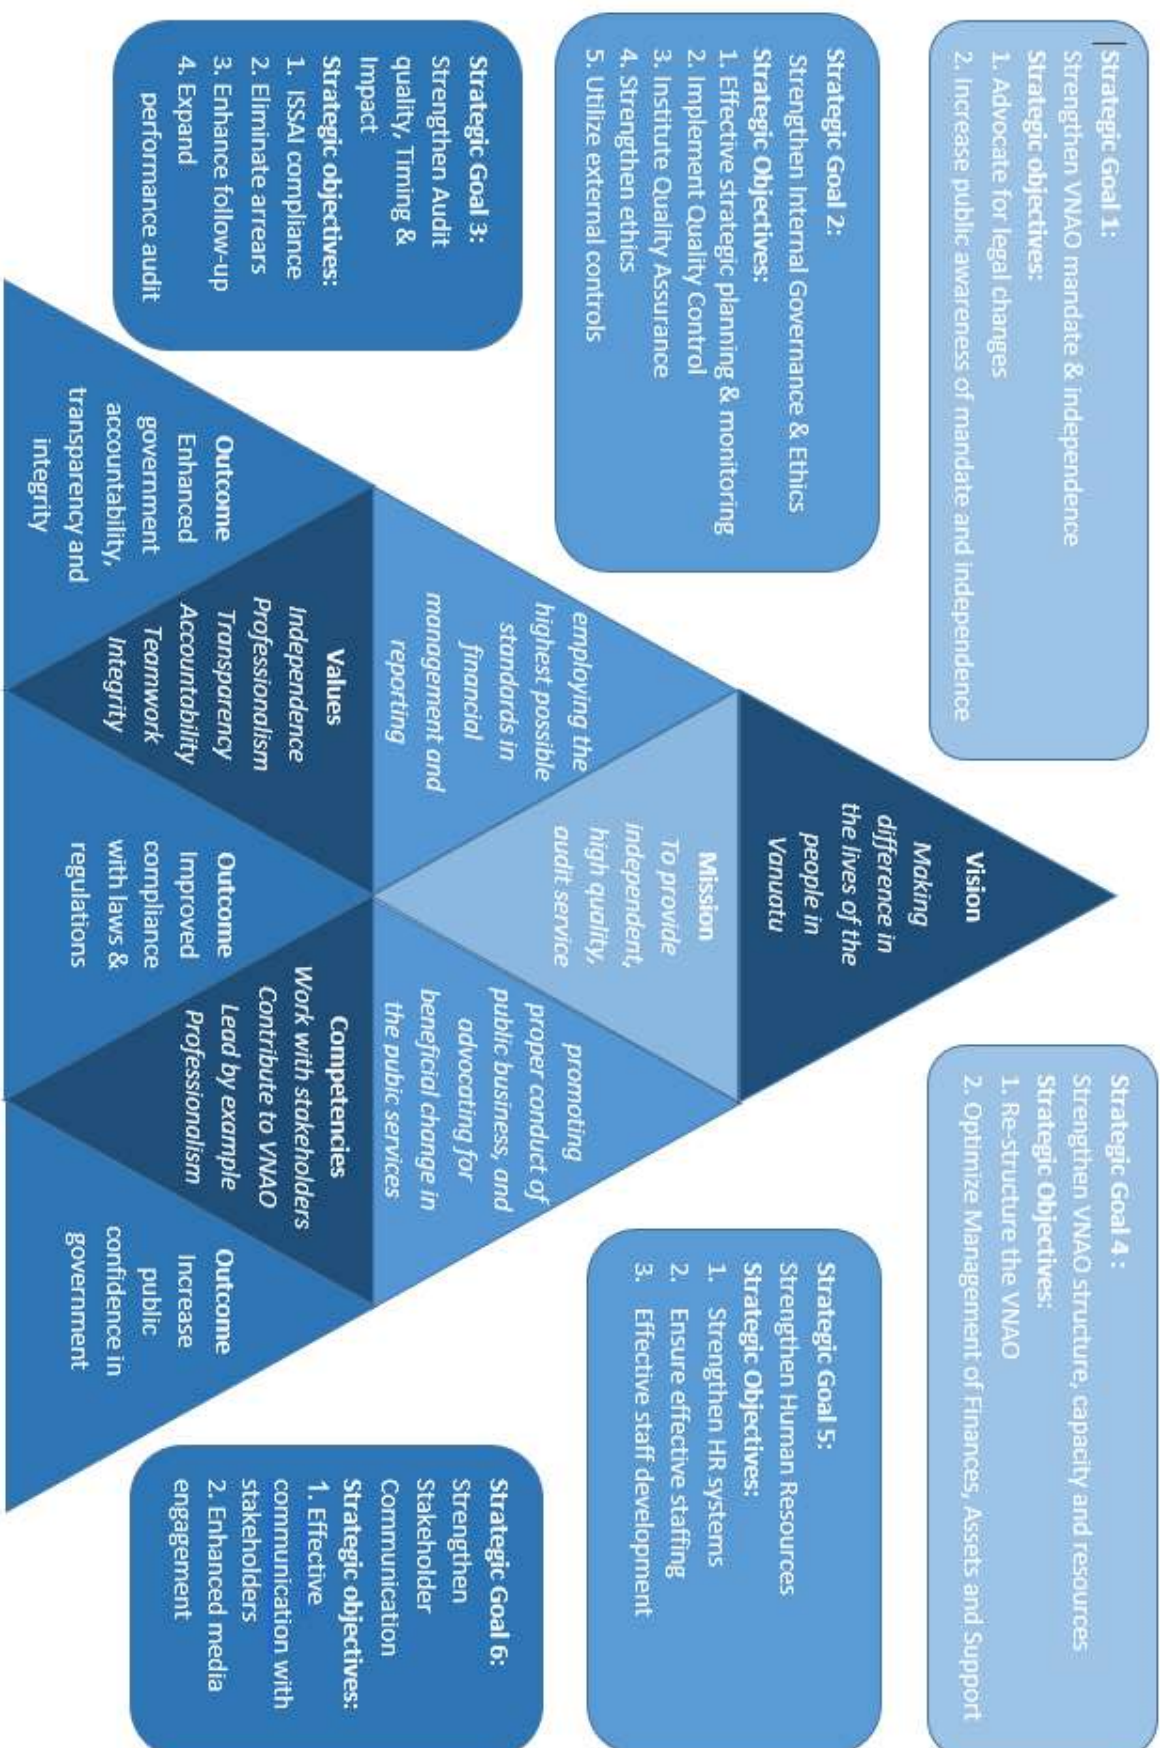 Strategic Goal 1:
Strengthen VNAO mandate & independence
Strategic objectives:
1. Advocate for legal changes
2. Increase public awareness of mandate and independence
Strategic Goal 2:
Strengthen Internal Governance & Ethics
Strategic Objectives:
1. Effective strategic planning & monitoring
2. Implement Quality Control
3. Institute Quality Assurance
4. Strengthen ethics
5. Utilize external controls
Strategic Goal 3:
Strengthen Audit
quality, Timing &
Impact
Strategic objectives:
1. ISSAI compliance
2. Eliminate arrears
3. Enhance follow-up
4. Expand
performance audit
Vision
Making
difference in
the lives of the
people in
Vanuatu
Mission
To provide
independent,
high quality,
audit service
employing the
highest possible
standards in
financial
management and
reporting
promoting
proper conduct of
public business, and
advocating for
beneficial change in
the pubic services
Values
Independence
Professionalism
Transparency
Accountability
Teamwork
Integrity
Competencies
Work with stakeholders
Contribute to VNAO
Lead by example
Professionalism
Outcome
Enhanced
government
accountability,
transparency and
integrity
Outcome
Improved
compliance
with laws &
regulations
Outcome
Increase
public
confidence in
government
Strategic Goal 4 :
Strengthen VNAO structure, capacity and resources
Strategic Objectives:
1. Re-structure the VNAO
2. Optimize Management of Finances, Assets and Support
Strategic Goal 5:
Strengthen Human Resources
Strategic Objectives:
1. Strengthen HR systems
2. Ensure effective staffing
3. Effective staff development
Strategic Goal 6:
Strengthen
Stakeholder
Communication
Strategic objectives:
1. Effective
communication with
stakeholders
2. Enhanced media
engagement